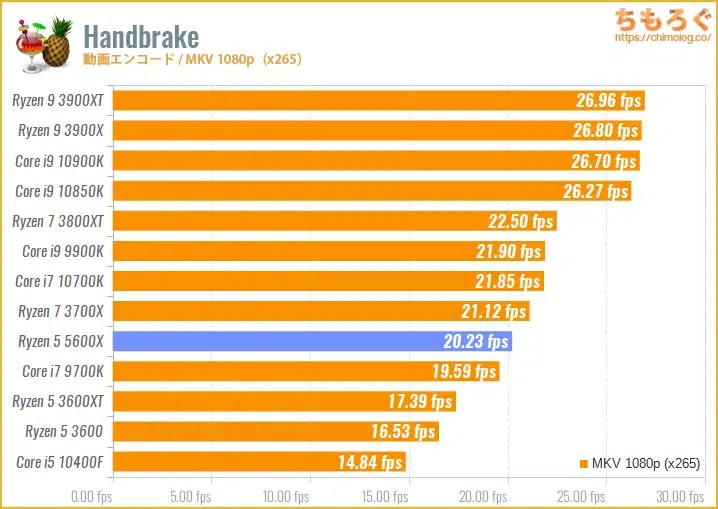 Handbrake
動画エンコード / MKV 1080p（x265）
ちもろぐ
https://chimolog.co/
Ryzen 9 3900XT 26.96 fps
Ryzen 9 3900X 26.80 fps
Core i9 10900K 26.70 fps
Core i9 10850K 26.27 fps
Ryzen 7 3800XT 22.50 fps
Core i9 9900K 21.90 fps
Core i7 10700K 21.85 fps
Ryzen 7 3700X 21.12 fps
Ryzen 5 5600X 20.23 fps
Core i7 9700K 19.59 fps
Ryzen 5 3600XT 17.39 fps
Ryzen 5 3600 16.53 fps
Core i5 10400F 14.84 fps
MKV 1080p (x265)
0.00 fps 5.00 fps 10.00 fps 15.00 fps 20.00 fps 25.00 fps 30.00 fps